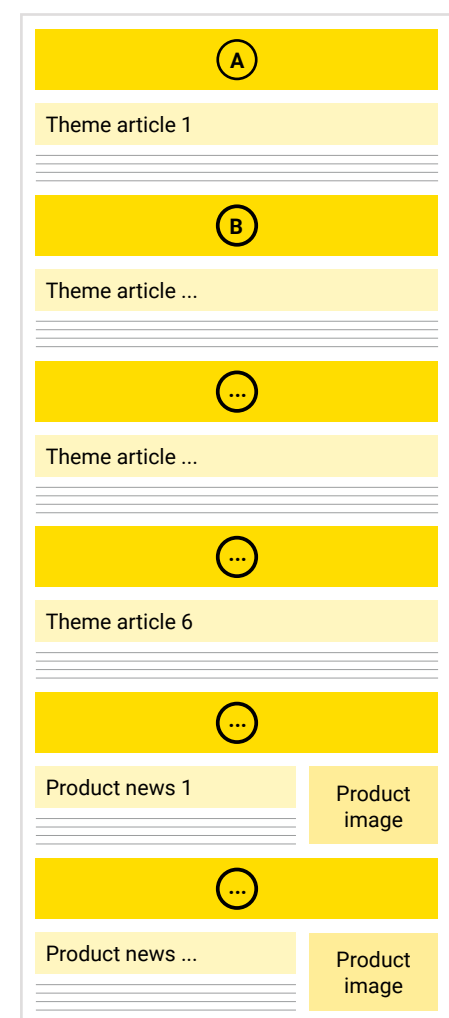 A
Theme article 1
B
Theme article ...
...
Theme article ...
...
Theme article 6
...
Product news 1
Product
image
...
Product news ...
Product
image